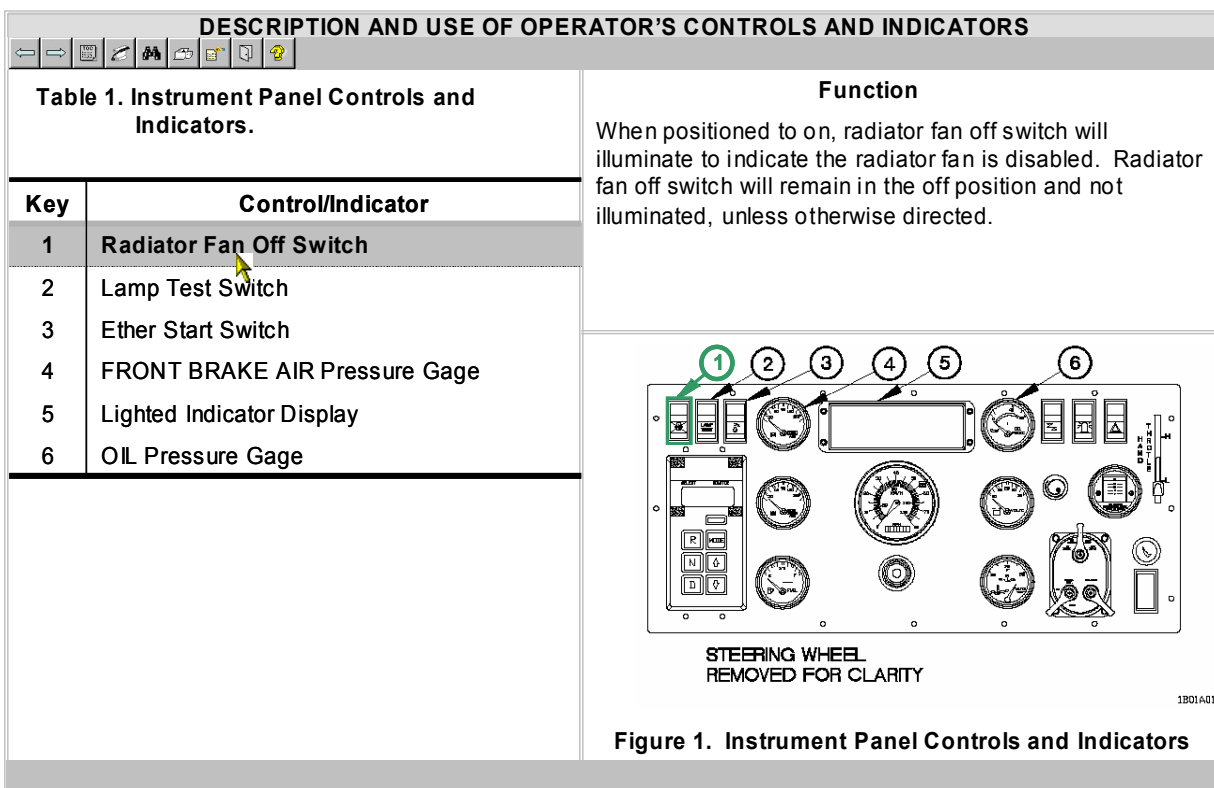 DESCRIPTION AND USE OF OPERATOR'S CONTROLS AND INDICATORS
Table 1. Instrument Panel Controls and
Indicators.
Key Control/Indicator
1 Radiator Fan Off Switch
2 Lamp Test Switch
3 Ether Start Switch
4 FRONT BRAKE AIR Pressure Gage
5 Lighted Indicator Display
6 OIL Pressure Gage
Function
When positioned to on, radiator fan off switch will
illuminate to indicate the radiator fan is disabled. Radiator
fan off switch will remain in the off position and not
illuminated, unless otherwise directed.
1 2 3 4 5 6
HAND
THROTTLE
SELECT MONITOR
R MODE
N
D
FUEL
STEERING WHEEL
REMOVED FOR CLARITY
1B01A01
Figure 1. Instrument Panel Controls and Indicators